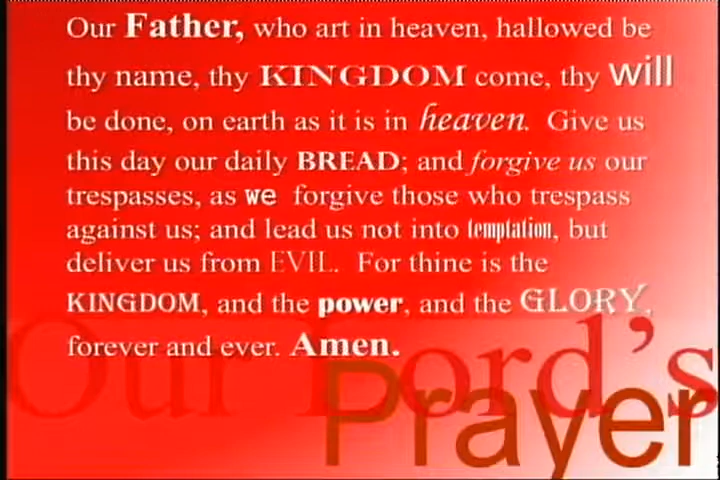 Our Father, who art in heaven, hallowed be
thy name, thy KINGDOM come, thy will
be done, on earth as it is in heaven. Give us
this day our daily BREAD; and forgive us our
trespasses, as we forgive those who trespass
against us; and lead us not into temptation, but
deliver us from EVIL. For thine is the
KINGDOM, and the power, and the GLORY,
forever and ever. Amen.
Our Lord's
Prayer